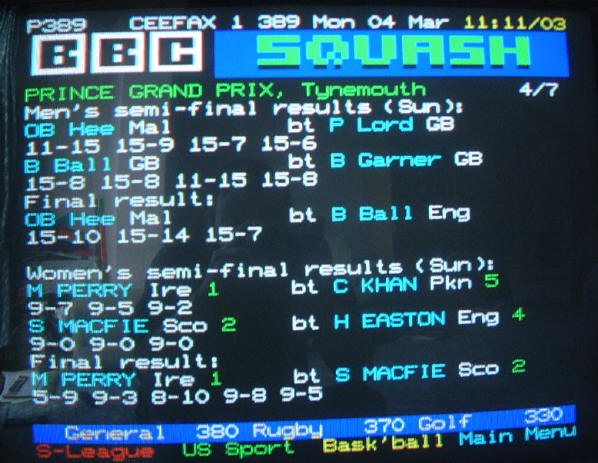 P389 CEEFAX 1 389 Mon 04 Mar 11:11/03
BBC SQUASH
PRINCE GRAND PRIX, Tynemouth 4/7
Men's semi-final results (Sun):
OB Hee Mal bt P Lord GB
11-15 15-9 15-7 15-6
B Ball GB bt B Garner GB
15-8 15-8 11-15 15-8
Final result:
OB Hee Mal bt B Ball Eng
15-10 15-14 15-7
Women's semi-final results (Sun):
M PERRY Ire 1 bt C KHAN Pkn 5
9-7 9-5 9-2
S MACFIE Sco 2 bt H EASTON Eng 4
9-0 9-0 9-0
Final result:
M PERRY Ire 1 bt S MACFIE Sco 2
5-9 9-3 8-10 9-8 9-5
General 380 Rugby 370 Golf 330
S-League US Sport Bask'ball Main Menu